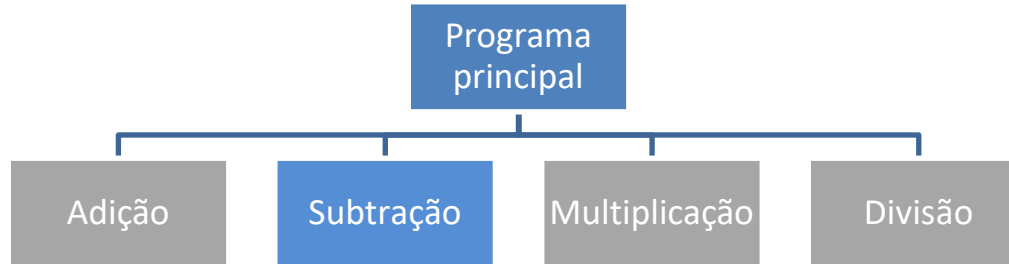 Programa
principal
Adição
Subtração
Multiplicação
Divisão